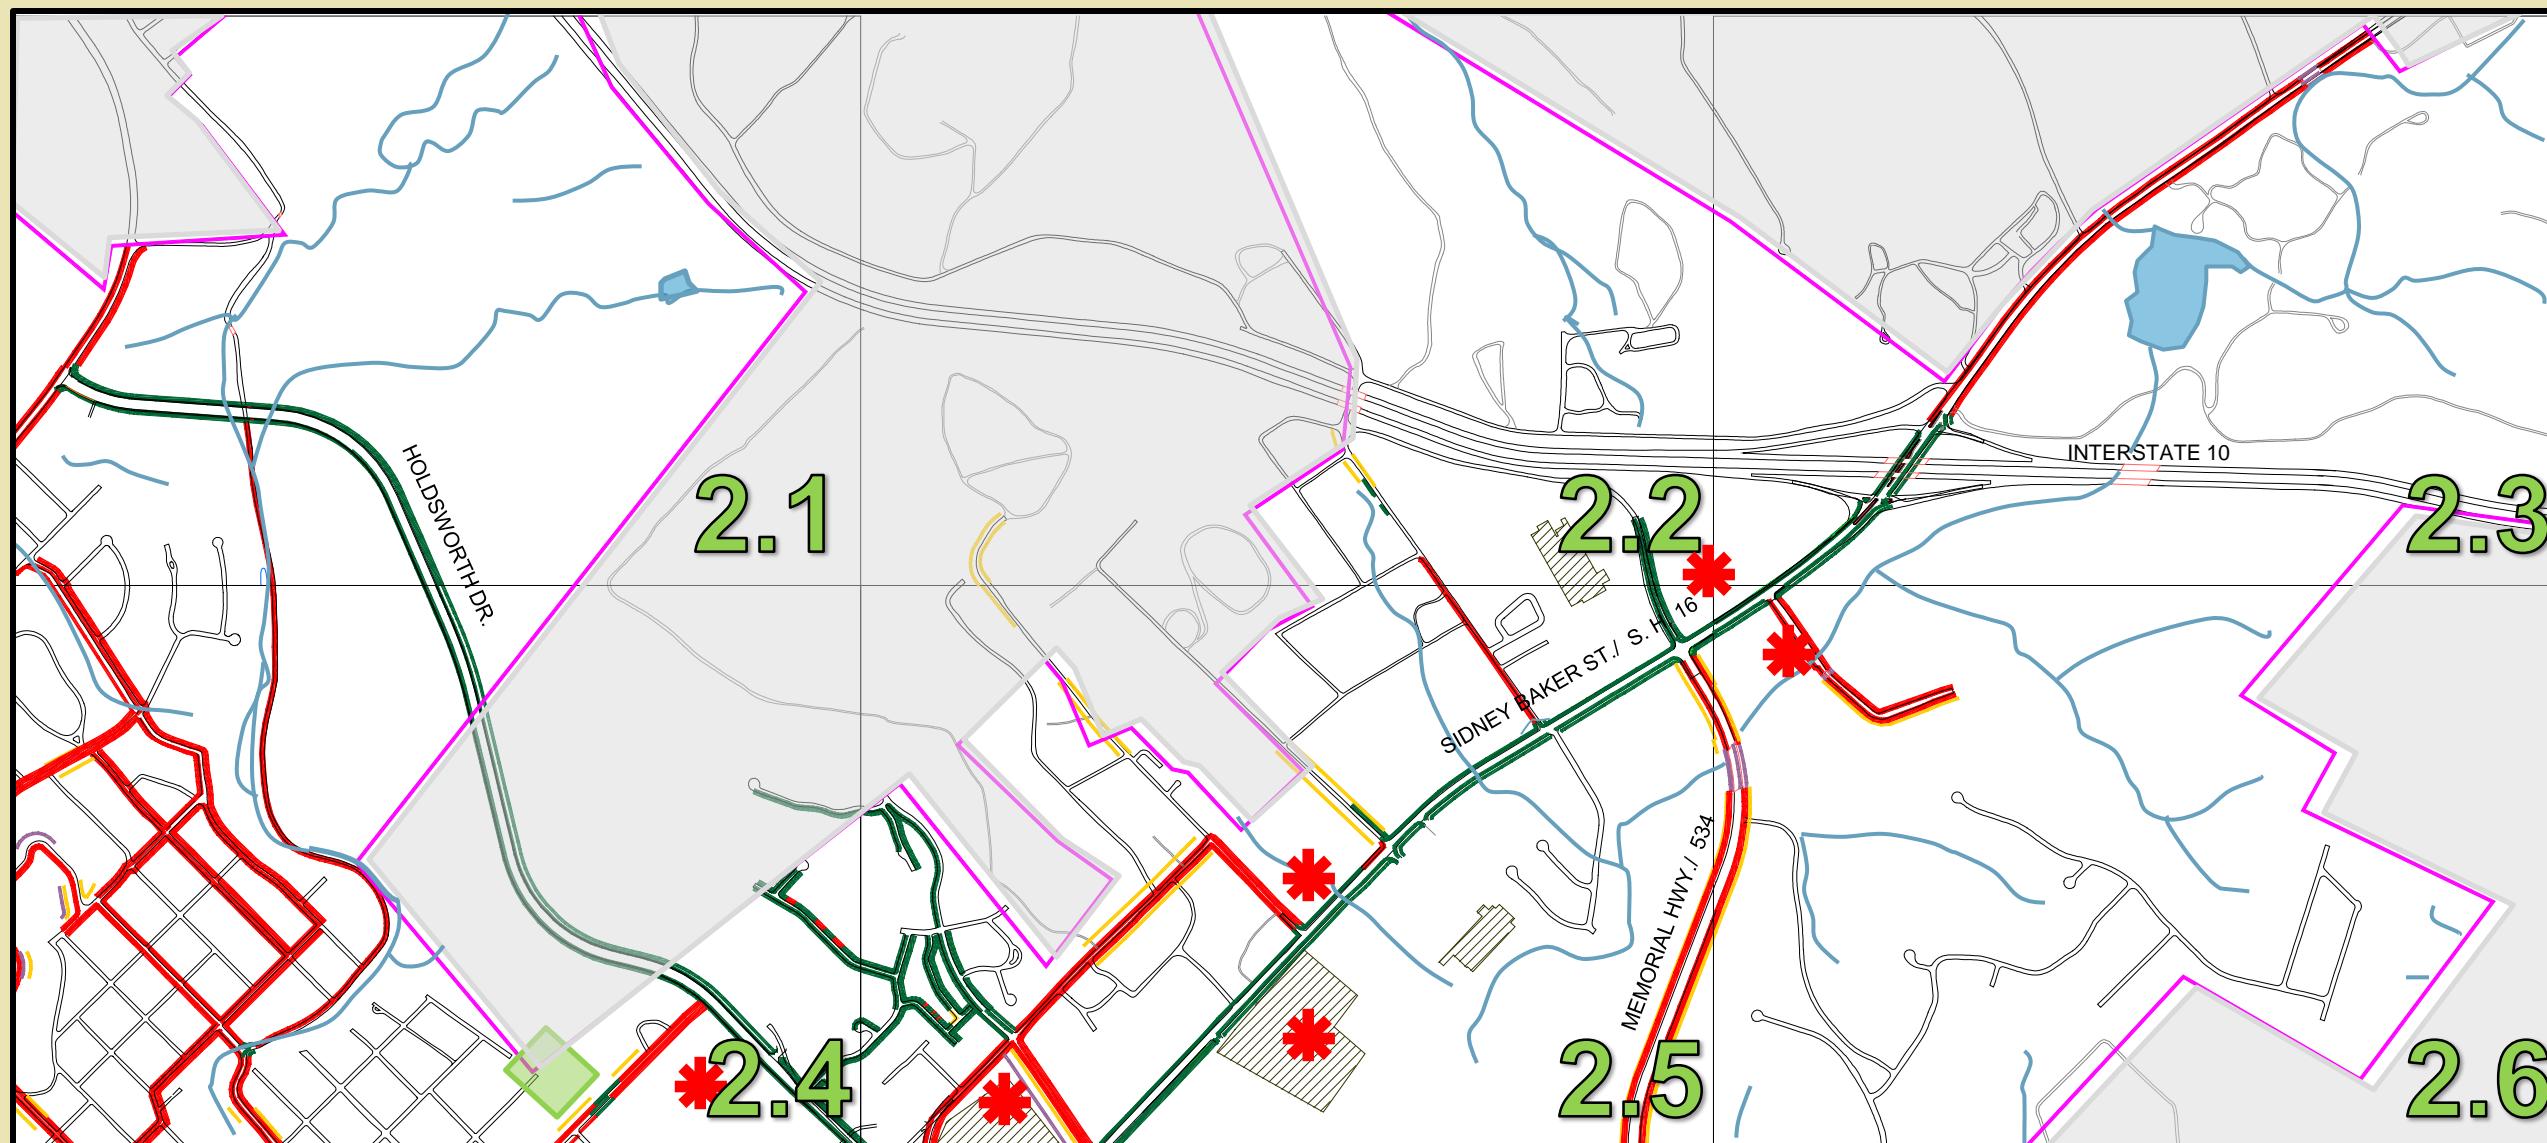 INTERSTATE 10
HOLDSWORTH DR.
2.1
2.2
2.3
SIDNEY BAKER ST./ S. H. 16
MEMORIAL HWY./ 534
2.4
2.5
2.6